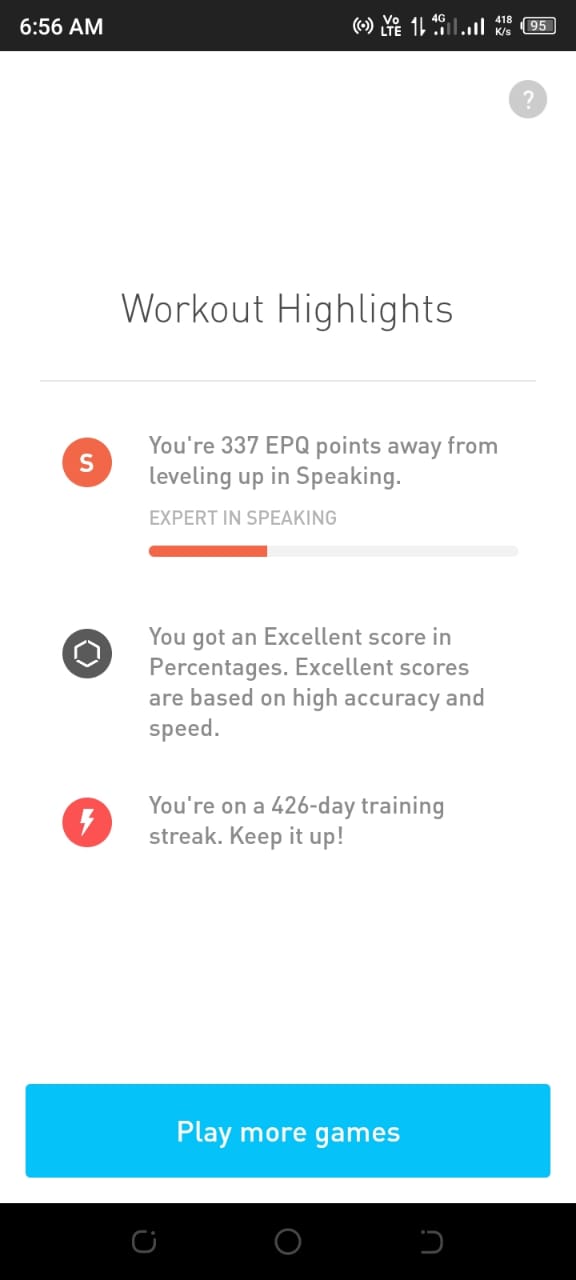 6:56 AM
Vo LTE 4G 418 K/s 95
?
Workout Highlights
S
You're 337 EPQ points away from
leveling up in Speaking.
EXPERT IN SPEAKING
You got an Excellent score in
Percentages. Excellent scores
are based on high accuracy and
speed.
You're on a 426-day training
streak. Keep it up!
Play more games